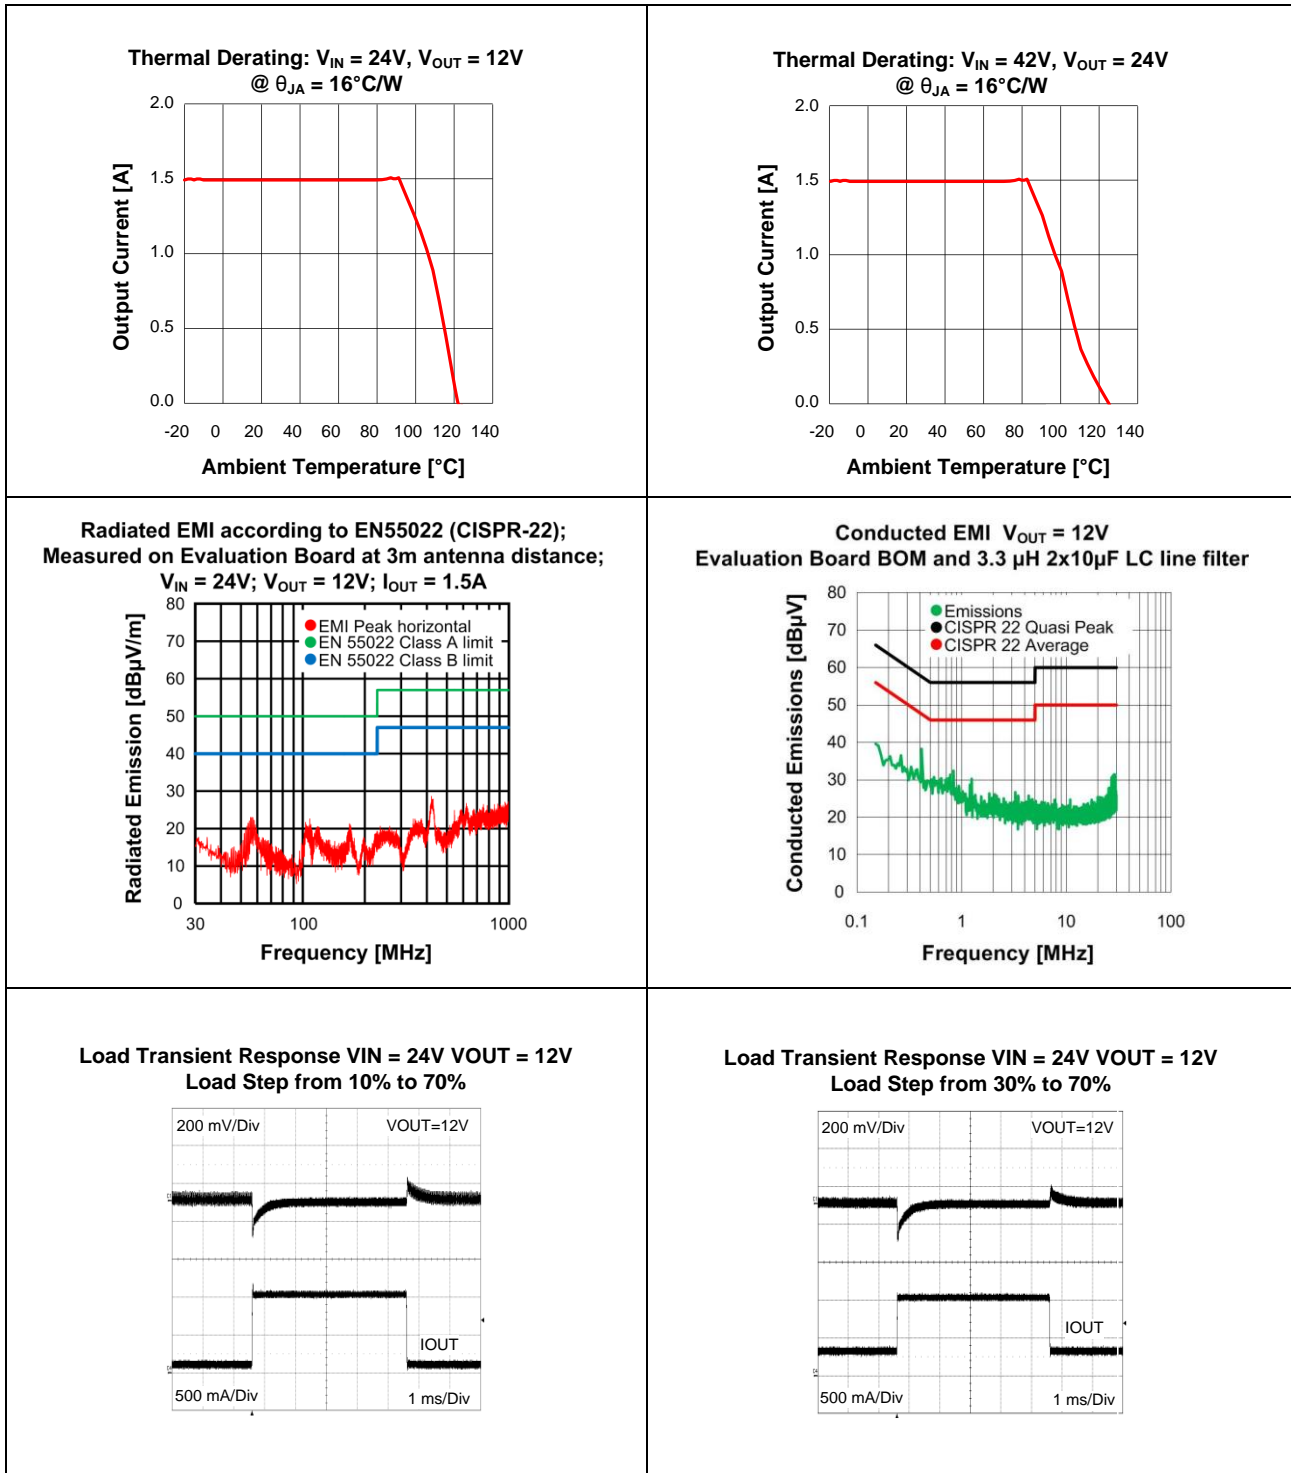 Thermal Derating: VIN = 24V, VOUT = 12V
@ θJA = 16°C/W
2.0
1.5
1.0
0.5
0.0
Output Current [A]
-20 0 20 40 60 80 100 120 140
Ambient Temperature [°C]
Thermal Derating: VIN = 42V, VOUT = 24V
@ θJA = 16°C/W
2.0
1.5
1.0
0.5
0.0
Output Current [A]
-20 0 20 40 60 80 100 120 140
Ambient Temperature [°C]
Radiated EMI according to EN55022 (CISPR-22);
Measured on Evaluation Board at 3m antenna distance;
VIN = 24V; VOUT = 12V; IOUT = 1.5A
80
70
60
50
40
30
20
10
0
Radiated Emission [dBµV/m]
EMI Peak horizontal
EN 55022 Class A limit
EN 55022 Class B limit
30 100 1000
Frequency [MHz]
Conducted EMI VOUT = 12V
Evaluation Board BOM and 3.3 µH 2x10µF LC line filter
80
70
60
50
40
30
20
10
0
Conducted Emissions [dBµV]
Emissions
CISPR 22 Quasi Peak
CISPR 22 Average
0.1 1 10 100
Frequency [MHz]
Load Transient Response VIN = 24V VOUT = 12V
Load Step from 10% to 70%
200 mV/Div VOUT=12V
IOUT
500 mA/Div 1 ms/Div
Load Transient Response VIN = 24V VOUT = 12V
Load Step from 30% to 70%
200 mV/Div VOUT=12V
IOUT
500 mA/Div 1 ms/Div